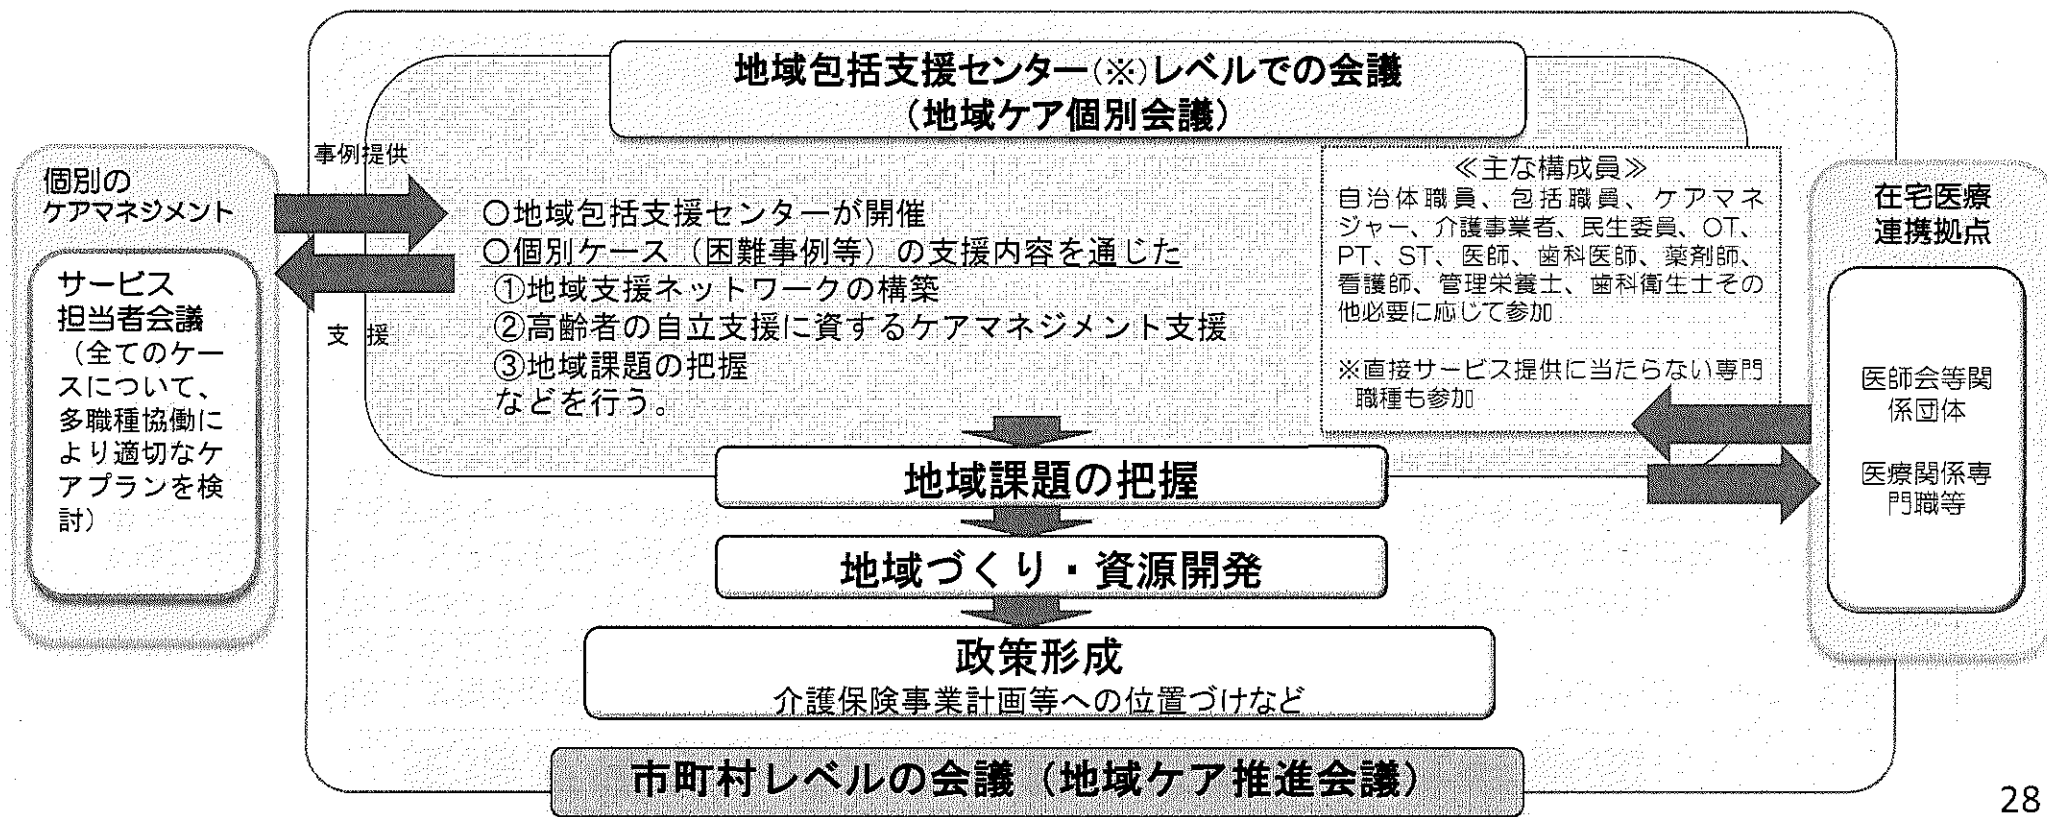 地域包括支援センター(※)レベルでの会議
(地域ケア個別会議)
個別の
ケアマネジメント
サービス
担当者会議
(全てのケー
スについて、
多職種協働に
より適切なケ
アプランを検
討)
事例提供
支 援
〇地域包括支援センターが開催
〇個別ケース(困難事例等)の支援内容を通じた
①地域支援ネットワークの構築
②高齢者の自立支援に資するケアマネジメント支援
③地域課題の把握
などを行う。
≪主な構成員≫
自治体職員、包括職員、ケアマネ
ジャー、介護事業者、民生委員、OT、
PT、ST、医師、歯科医師、薬剤師、
看護師、管理栄養士、歯科衛生士その
他必要に応じて参加
※直接サービス提供に当たらない専門
職種も参加
在宅医療
連携拠点
医師会等関
係団体
医療関係専
門職等
地域課題の把握
地域づくり・資源開発
政策形成
介護保険事業計画等への位置づけなど
市町村レベルの会議(地域ケア推進会議)
28